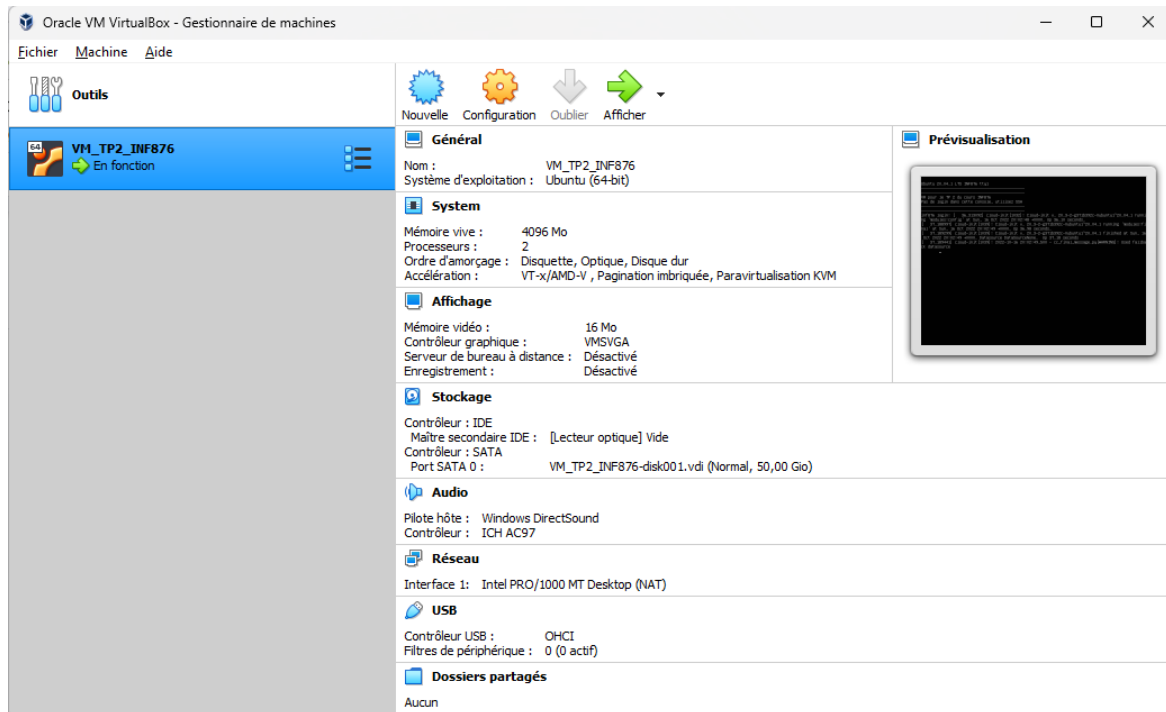 Oracle VM VirtualBox - Gestionnaire de machines
Fichier Machine Aide
Outils
Nouvelle Configuration Oublier Afficher
64 VM_TP2_INF876
En fonction
Général
Nom : VM_TP2_INF876
Système d'exploitation : Ubuntu (64-bit)
Prévisualisation
System
Mémoire vive : 4096 Mo
Processeurs : 2
Ordre d'amorçage : Disquette, Optique, Disque dur
Accélération : VT-x/AMD-V , Pagination imbriquée, Paravirtualisation KVM
Affichage
Mémoire vidéo : 16 Mo
Contrôleur graphique : VMSVGA
Serveur de bureau à distance : Désactivé
Enregistrement : Désactivé
Stockage
Contrôleur : IDE
Maître secondaire IDE : [Lecteur optique] Vide
Contrôleur : SATA
Port SATA 0 : VM_TP2_INF876-disk001.vdi (Normal, 50,00 Gio)
Audio
Pilote hôte : Windows DirectSound
Contrôleur : ICH AC97
Réseau
Interface 1: Intel PRO/1000 MT Desktop (NAT)
USB
Contrôleur USB : OHCI
Filtres de périphérique : 0 (0 actif)
Dossiers partagés
Aucun